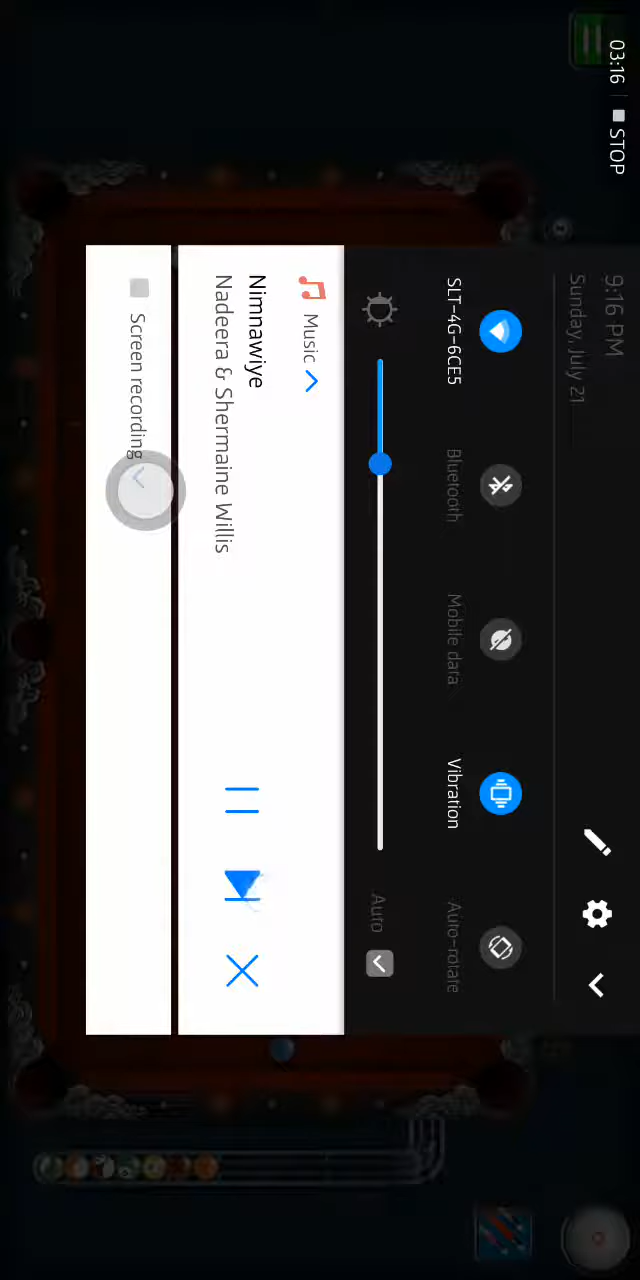 03:16 STOP
9:16 PM
Sunday, July 21
SLT-4G-6CE5
Bluetooth
Mobile data
Vibration
Auto-rotate
Auto
Music
Nimnawiye
Nadeera & Shermaine Willis
Screen recording